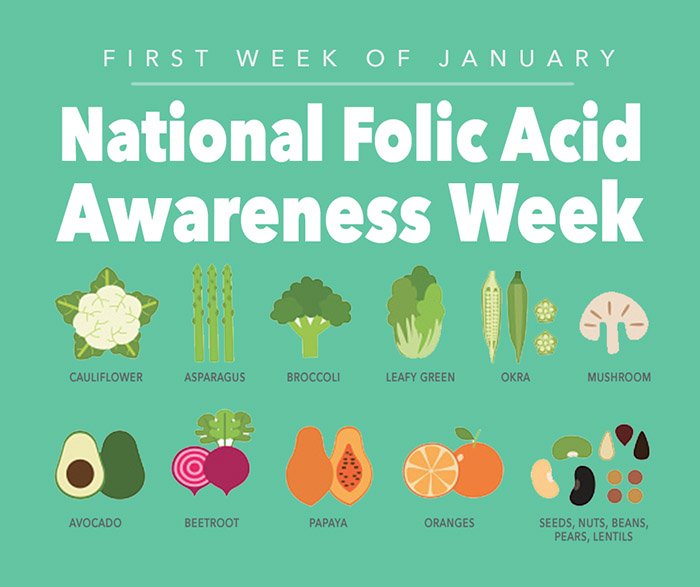 FIRST WEEK OF JANUARY
National Folic Acid
Awareness Week
CAULIFLOWER
ASPARAGUS
BROCCOLI
LEAFY GREEN
OKRA
MUSHROOM
AVOCADO
BEETROOT
PAPAYA
ORANGES
SEEDS, NUTS, BEANS,
PEARS, LENTILS